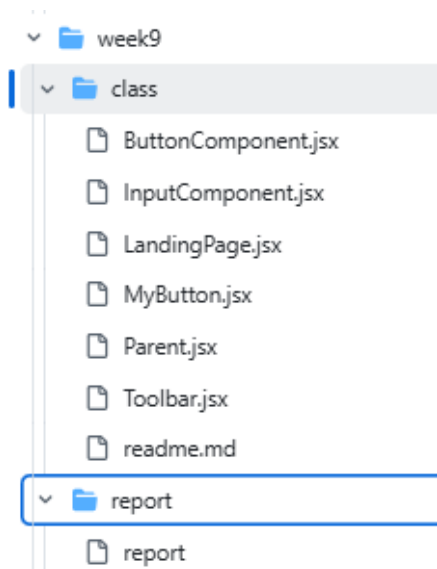 week9
class
ButtonComponent.jsx
InputComponent.jsx
LandingPage.jsx
MyButton.jsx
Parent.jsx
Toolbar.jsx
readme.md
report
report